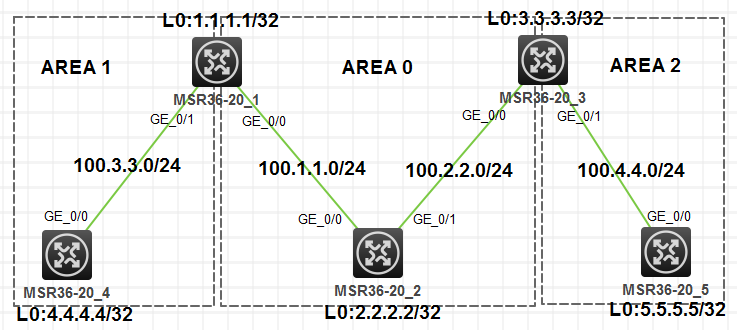 L0:1.1.1.1/32
L0:3.3.3.3/32
AREA 1
AREA 0
AREA 2
MSR36-20_1
MSR36-20_3
GE_0/1
GE_0/0
GE_0/0
GE_0/1
100.3.3.0/24
100.1.1.0/24
100.2.2.0/24
100.4.4.0/24
GE_0/0
GE_0/0
GE_0/1
GE_0/0
MSR36-20_4
MSR36-20_2
MSR36-20_5
L0:4.4.4.4/32
L0:2.2.2.2/32
L0:5.5.5.5/32